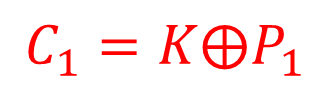 C₁ = K⊕P₁